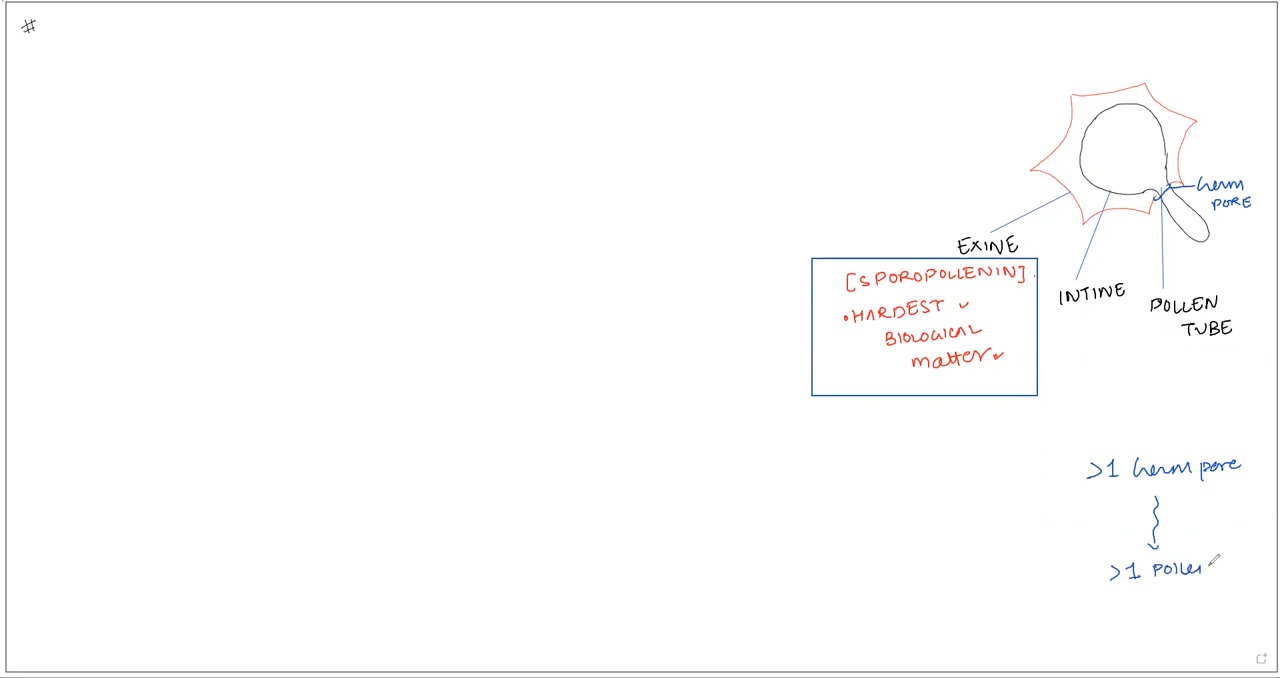 #
Germ
PORE
EXINE
[SPOROPOLLENIN].
INTINE
POLLEN
TUBE
•HARDEST ✓
BIOLOGICAL
matter ✓
>1 Germ pore
>1 Pollen